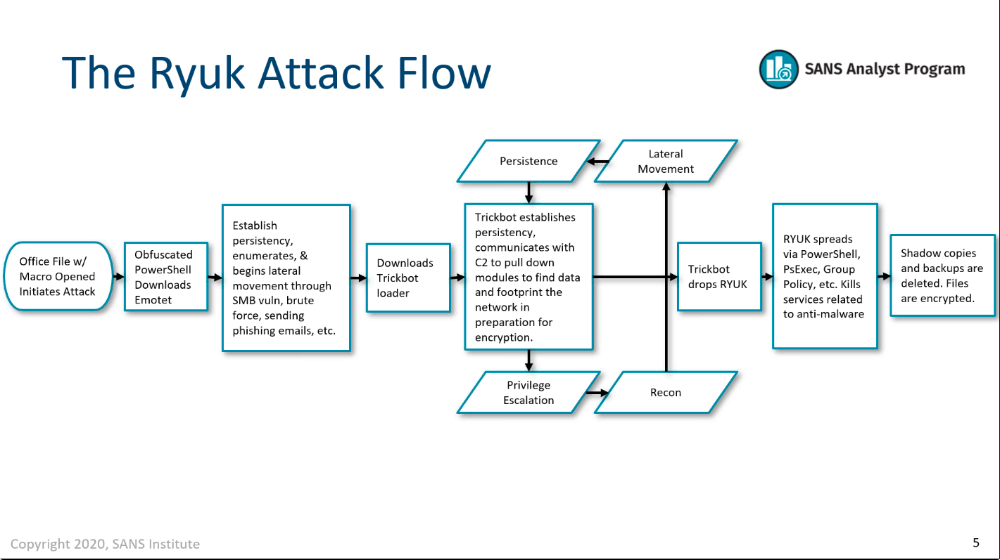 The Ryuk Attack Flow
SANS Analyst Program
Persistence
Lateral
Movement
Office File w/
Macro Opened
Initiates Attack
Obfuscated
PowerShell
Downloads
Emotet
Establish
persistency,
enumerates, &
begins lateral
movement through
SMB vuln, brute
force, sending
phishing emails, etc.
Downloads
Trickbot
loader
Trickbot establishes
persistency,
communicates with
C2 to pull down
modules to find data
and footprint the
network in
preparation for
encryption.
Trickbot
drops RYUK
RYUK spreads
via PowerShell,
PsExec, Group
Policy, etc. Kills
services related
to anti-malware
Shadow copies
and backups are
deleted. Files
are encrypted.
Privilege
Escalation
Recon
Copyright 2020, SANS Institute
5